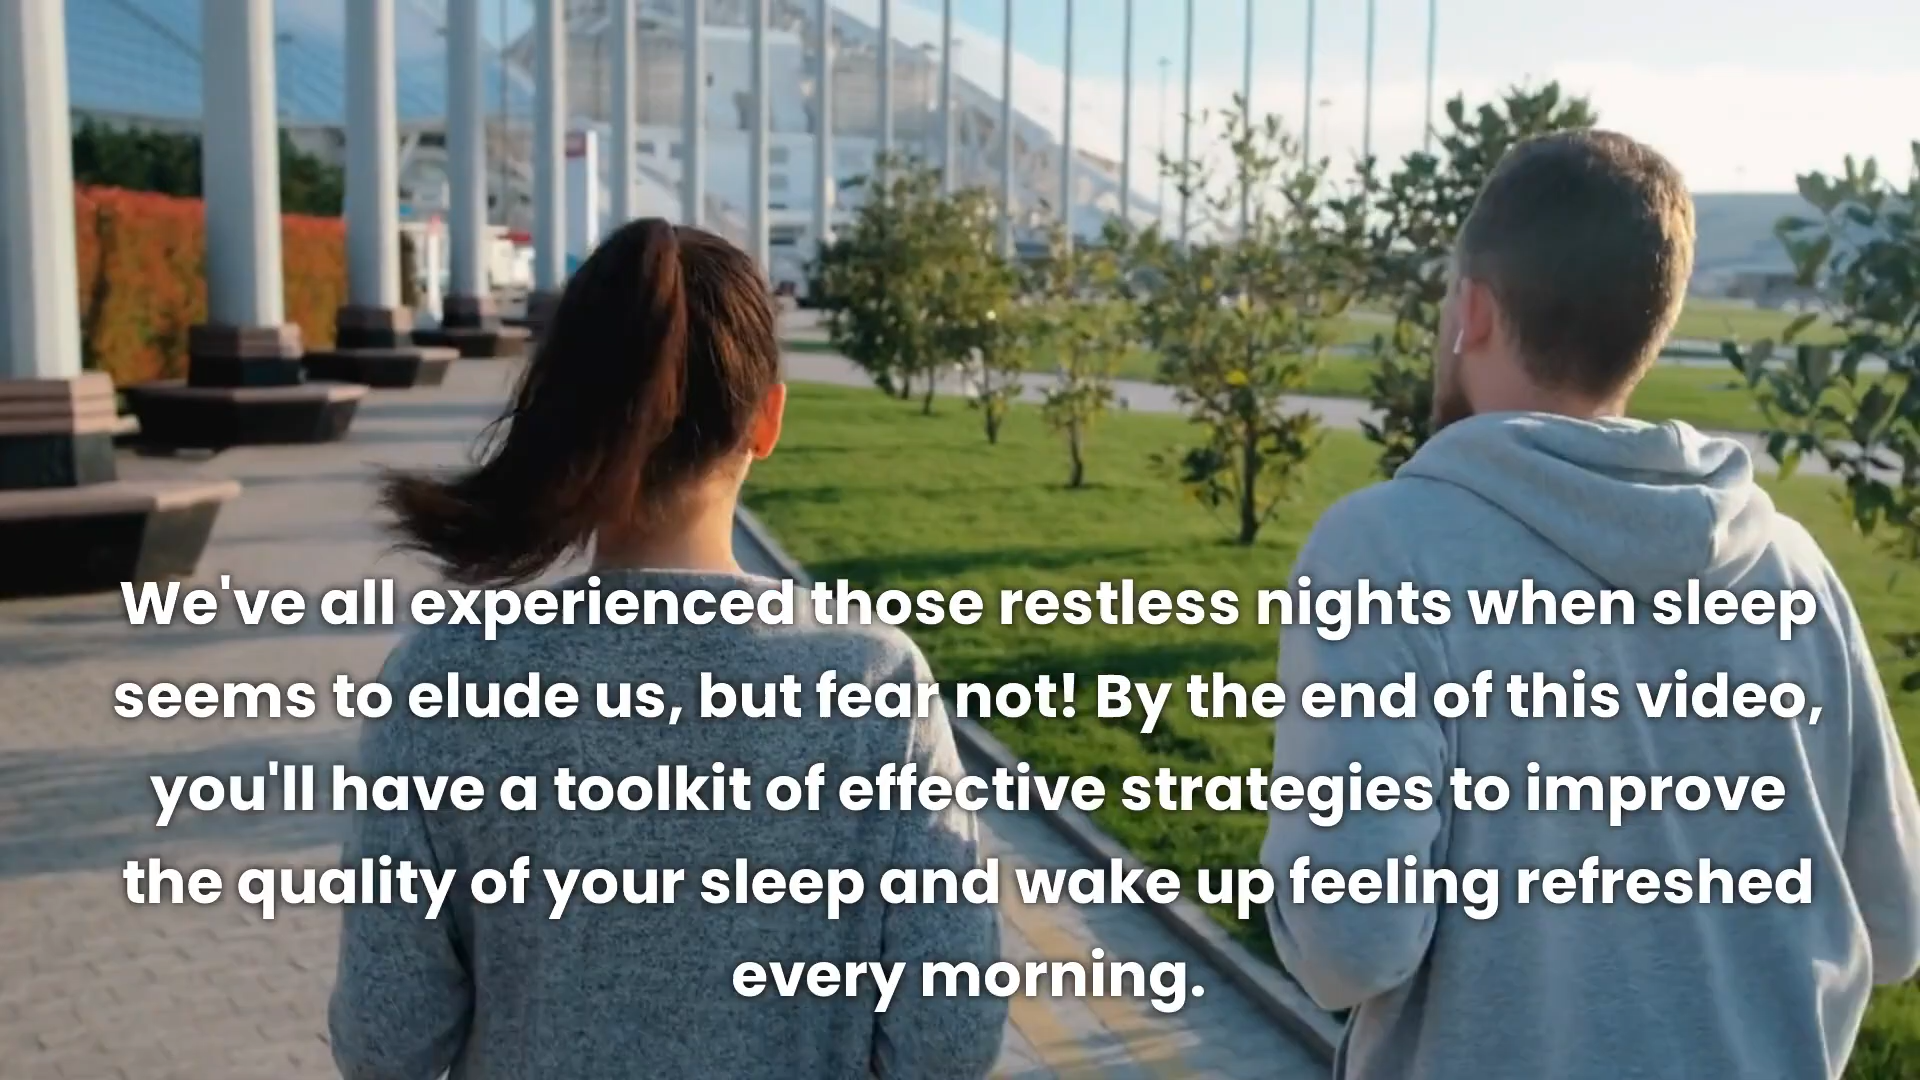 We've all experienced those restless nights when sleep
seems to elude us, but fear not! By the end of this video,
you'll have a toolkit of effective strategies to improve
the quality of your sleep and wake up feeling refreshed
every morning.